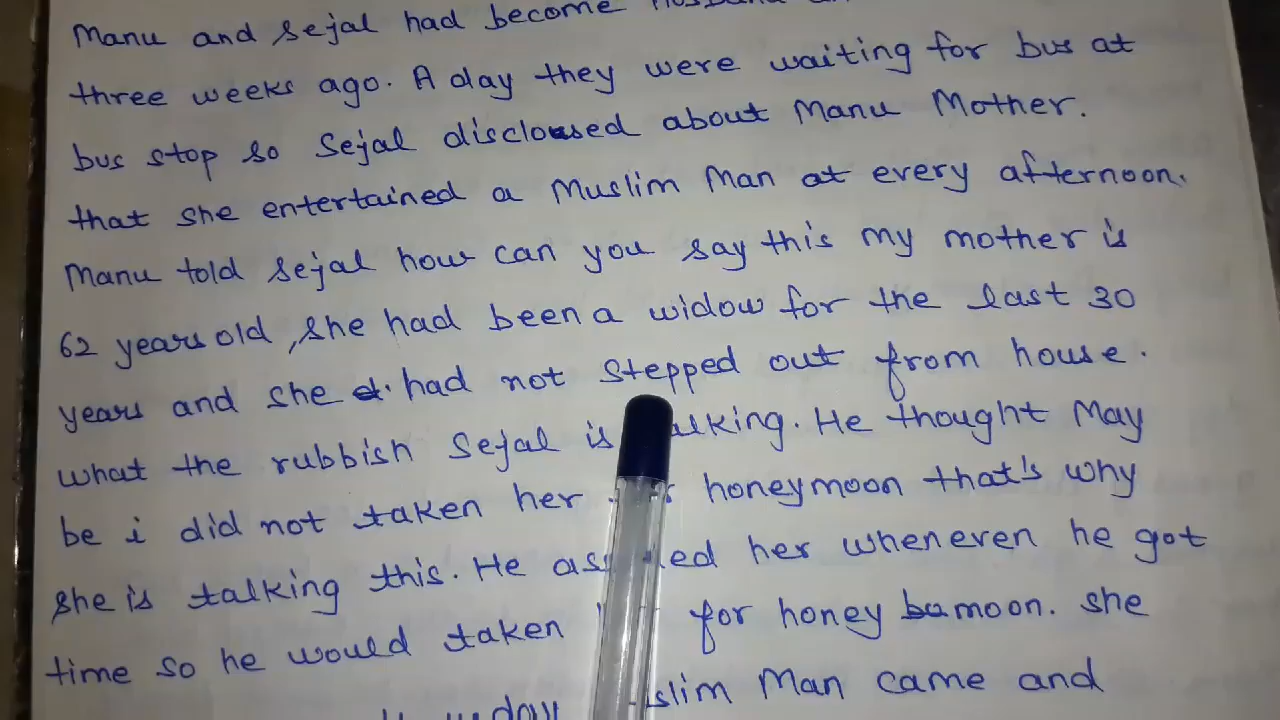 Manu and Sejal had become
three weeks ago. A day they were waiting for bus at
bus stop so Sejal disclosed about Manu Mother.
that she entertained a Muslim Man at every afternoon.
Manu told Sejal how can you say this my mother is
62 years old, she had been a widow for the last 30
years and she had not stepped out from house.
what the rubbish Sejal is talking. He thought May
be i did not taken her honeymoon that's why
she is talking this. He her wheneven he got
time so he would taken for honey moon. she
Man came and